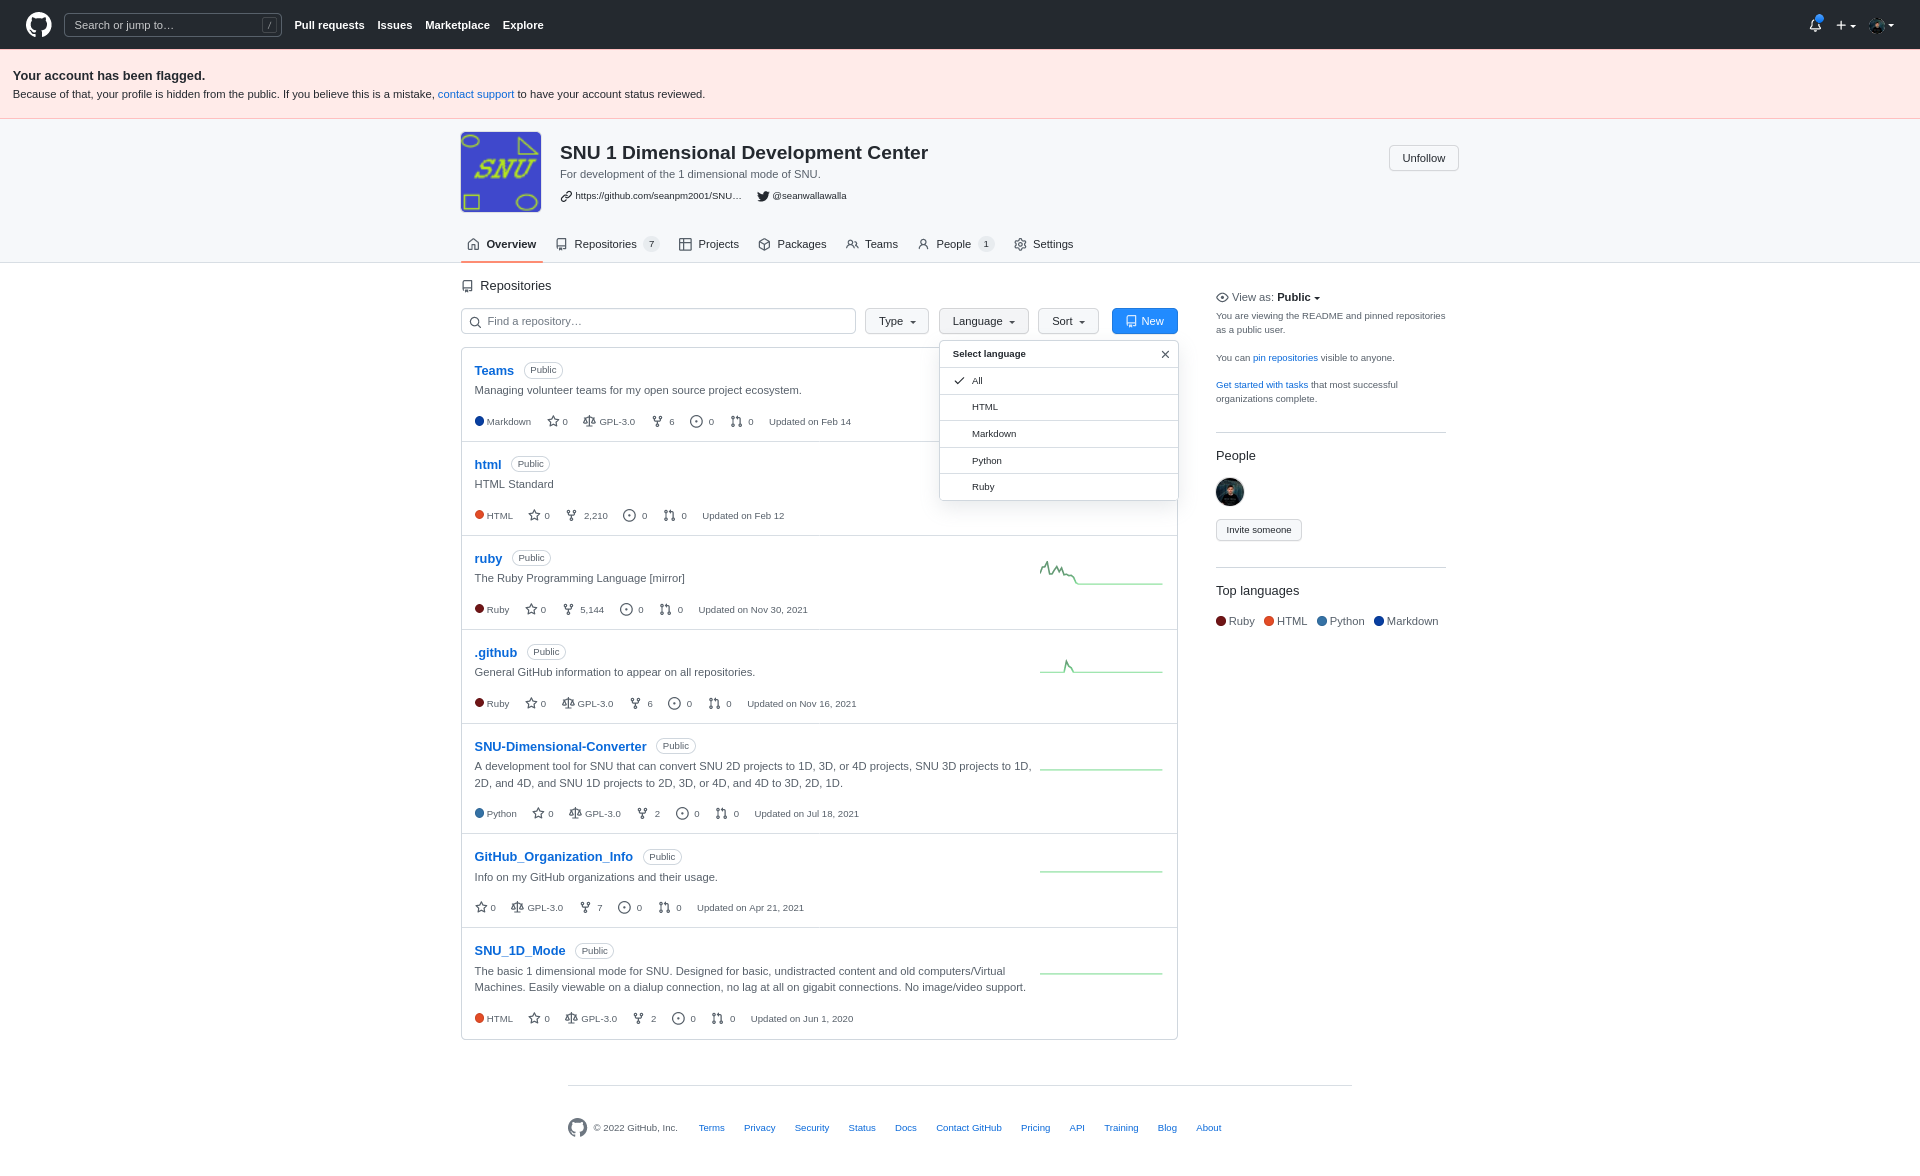 Search or jump to… /
Pull requests Issues Marketplace Explore
Your account has been flagged.
Because of that, your profile is hidden from the public. If you believe this is a mistake, contact support to have your account status reviewed.
SNU
SNU 1 Dimensional Development Center
For development of the 1 dimensional mode of SNU.
https://github.com/seanpm2001/SNU… @seanwallawalla
Unfollow
Overview Repositories 7 Projects Packages Teams People 1 Settings
Repositories
Find a repository… Type Language Sort New
Select language
All
HTML
Markdown
Python
Ruby
Teams Public
Managing volunteer teams for my open source project ecosystem.
Markdown 0 GPL-3.0 6 0 0 Updated on Feb 14
html Public
HTML Standard
HTML 0 2,210 0 0 Updated on Feb 12
ruby Public
The Ruby Programming Language [mirror]
Ruby 0 5,144 0 0 Updated on Nov 30, 2021
.github Public
General GitHub information to appear on all repositories.
Ruby 0 GPL-3.0 6 0 0 Updated on Nov 16, 2021
SNU-Dimensional-Converter Public
A development tool for SNU that can convert SNU 2D projects to 1D, 3D, or 4D projects, SNU 3D projects to 1D,
2D, and 4D, and SNU 1D projects to 2D, 3D, or 4D, and 4D to 3D, 2D, 1D.
Python 0 GPL-3.0 2 0 0 Updated on Jul 18, 2021
GitHub_Organization_Info Public
Info on my GitHub organizations and their usage.
0 GPL-3.0 7 0 0 Updated on Apr 21, 2021
SNU_1D_Mode Public
The basic 1 dimensional mode for SNU. Designed for basic, undistracted content and old computers/Virtual
Machines. Easily viewable on a dialup connection, no lag at all on gigabit connections. No image/video support.
HTML 0 GPL-3.0 2 0 0 Updated on Jun 1, 2020
View as: Public
You are viewing the README and pinned repositories
as a public user.
You can pin repositories visible to anyone.
Get started with tasks that most successful
organizations complete.
People
Invite someone
Top languages
Ruby HTML Python Markdown
© 2022 GitHub, Inc. Terms Privacy Security Status Docs Contact GitHub Pricing API Training Blog About